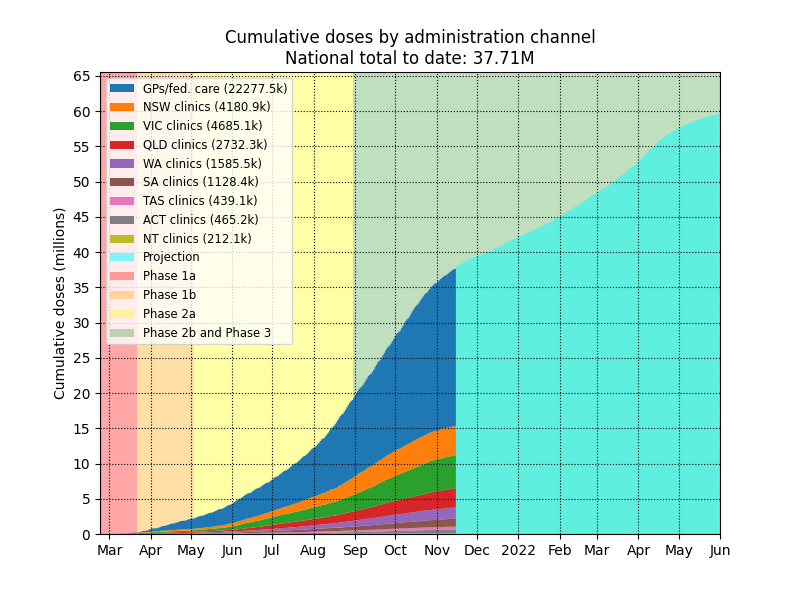 Cumulative doses by administration channel
National total to date: 37.71M
Cumulative doses (millions)
65
60
55
50
45
40
35
30
25
20
15
10
5
0
GPs/fed. care (22277.5k)
NSW clinics (4180.9k)
VIC clinics (4685.1k)
QLD clinics (2732.3k)
WA clinics (1585.5k)
SA clinics (1128.4k)
TAS clinics (439.1k)
ACT clinics (465.2k)
NT clinics (212.1k)
Projection
Phase 1a
Phase 1b
Phase 2a
Phase 2b and Phase 3
Mar Apr May Jun Jul Aug Sep Oct Nov Dec 2022 Feb Mar Apr May Jun